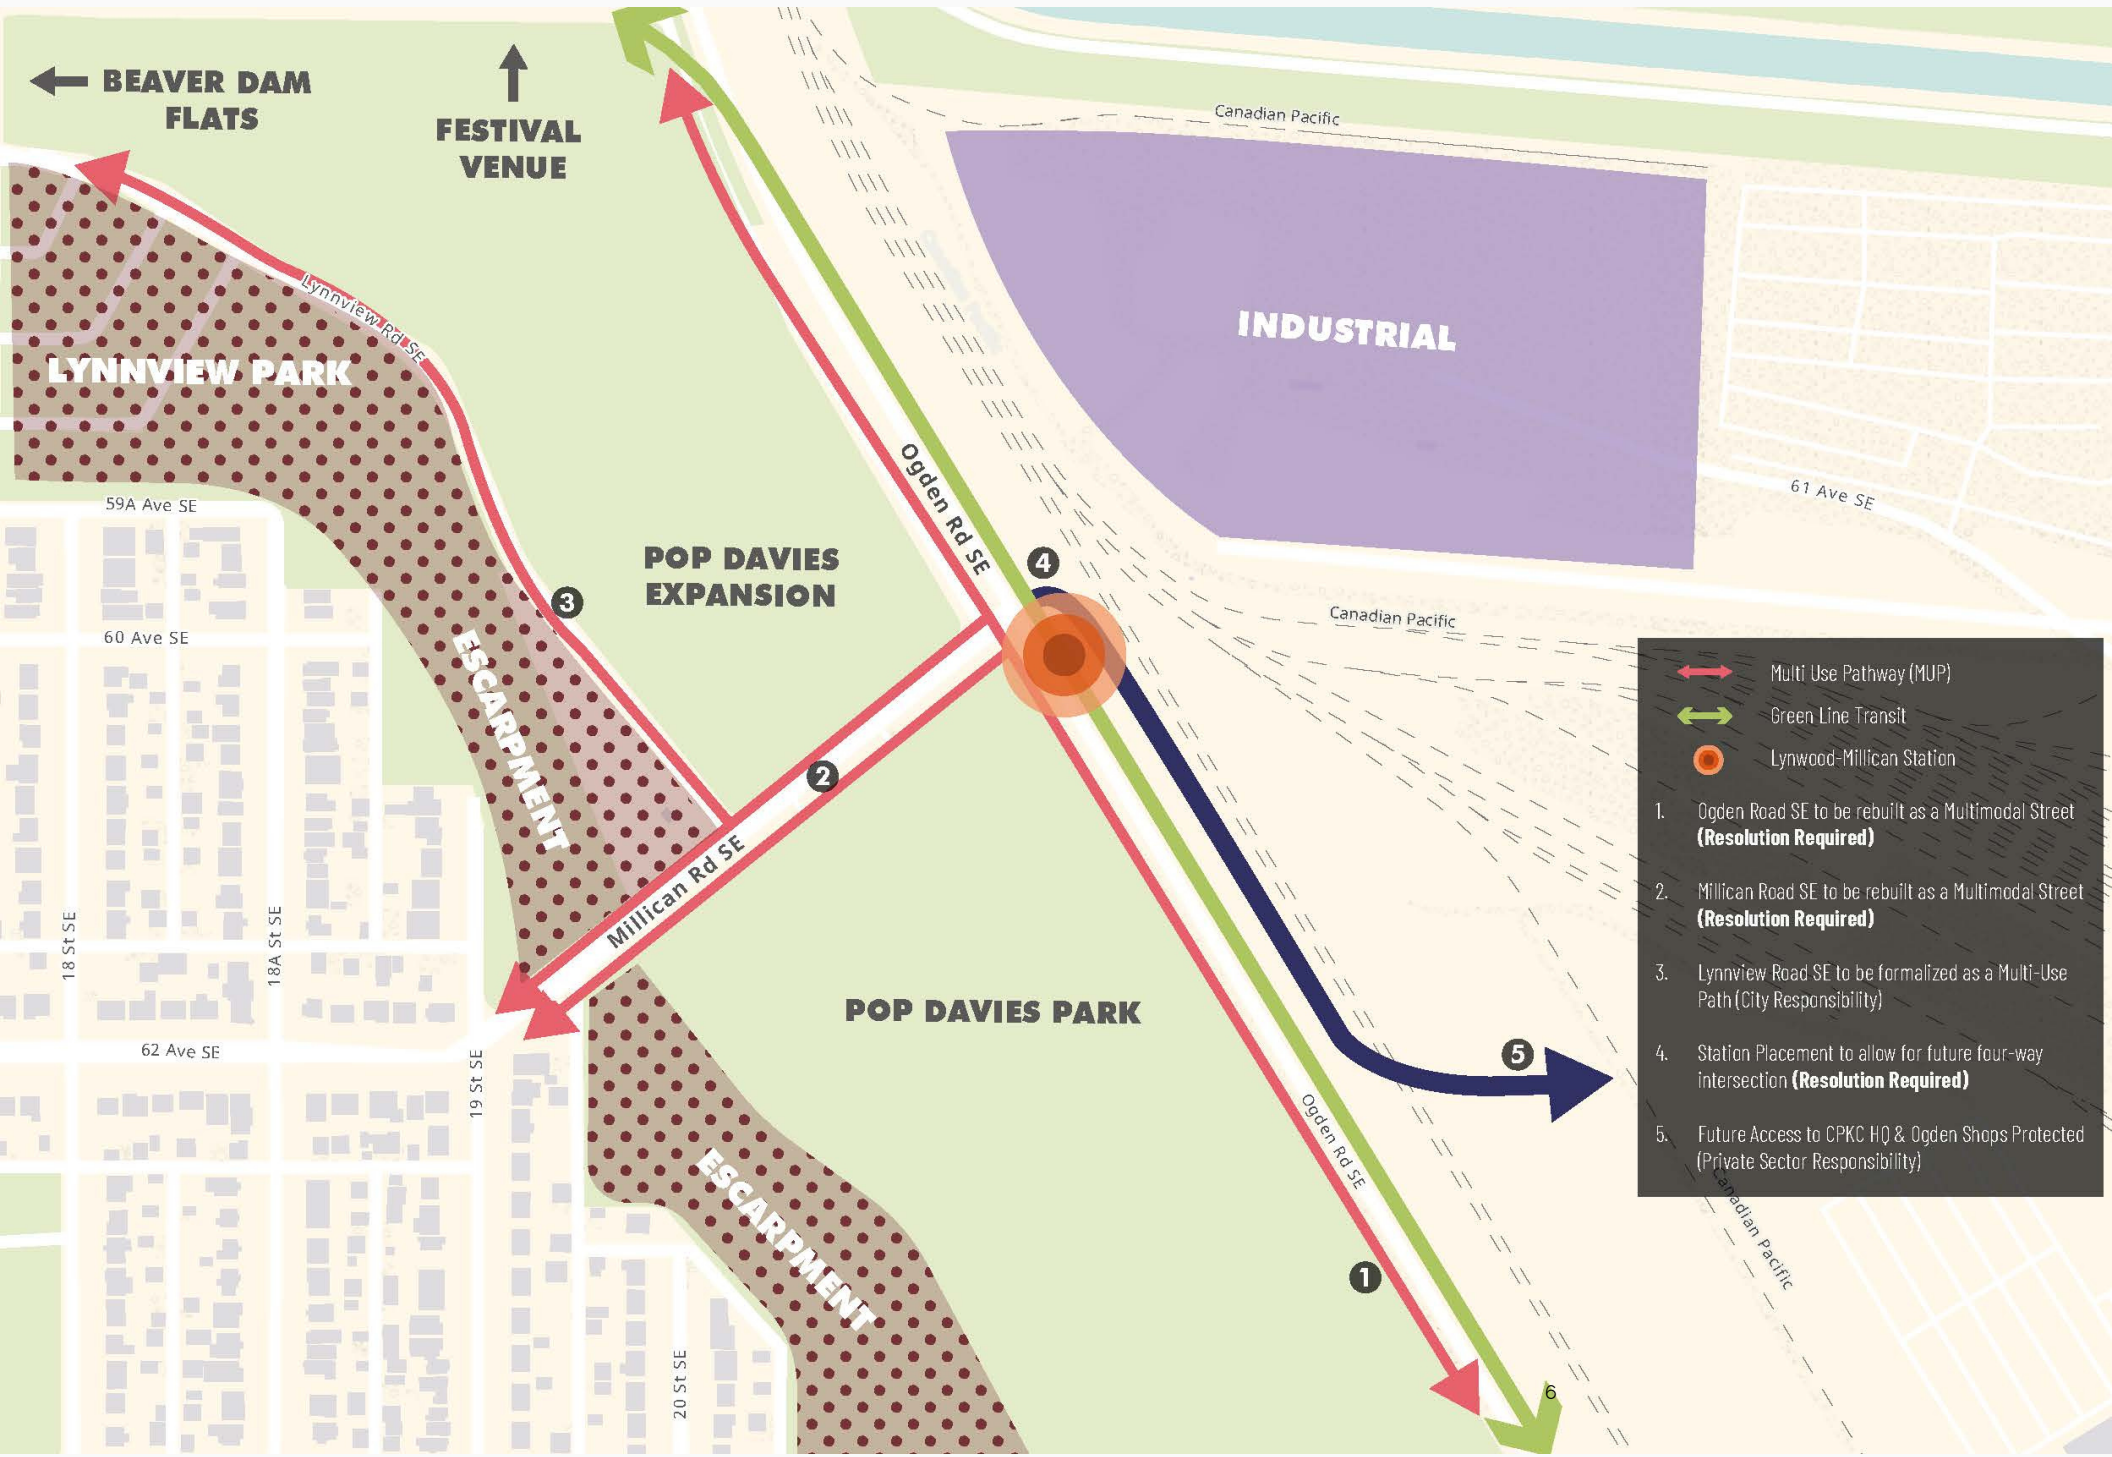 BEAVER DAM
FLATS
FESTIVAL
VENUE
Canadian Pacific
INDUSTRIAL
Lynnview Rd SE
LYNNVIEW PARK
Ogden Rd SE
61 Ave SE
59A Ave SE
POP DAVIES
EXPANSION
4
3
60 Ave SE
Canadian Pacific
ESCARPMENT
2
Millican Rd SE
18 St SE
18A St SE
POP DAVIES PARK
62 Ave SE
19 St SE
5
Ogden Rd SE
ESCARPMENT
1
20 St SE
6
Canadian Pacific
Multi Use Pathway (MUP)
Green Line Transit
Lynwood-Millican Station
1. Ogden Road SE to be rebuilt as a Multimodal Street
(Resolution Required)
2. Millican Road SE to be rebuilt as a Multimodal Street
(Resolution Required)
3. Lynnview Road SE to be formalized as a Multi-Use
Path (City Responsibility)
4. Station Placement to allow for future four-way
intersection (Resolution Required)
5. Future Access to CPKC HQ & Ogden Shops Protected
(Private Sector Responsibility)